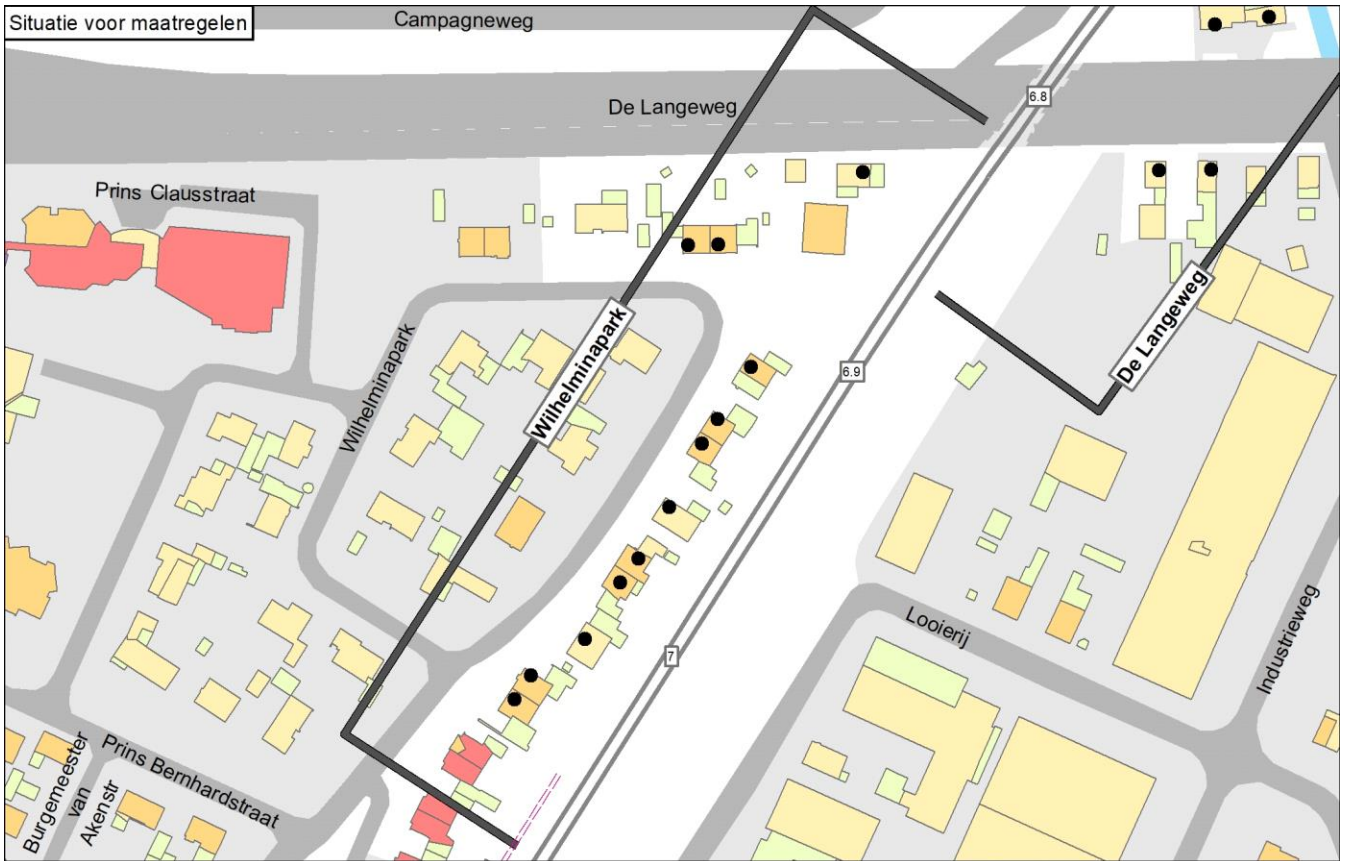 Situatie voor maatregelen
Campagneweg
De Langeweg
6.8
Prins Clausstraat
De Langeweg
Wilhelminapark
Wilhelminapark
6.9
7
Looierij
Industrieweg
Prins Bernhardstraat
Burgemeester
van
Akenstr